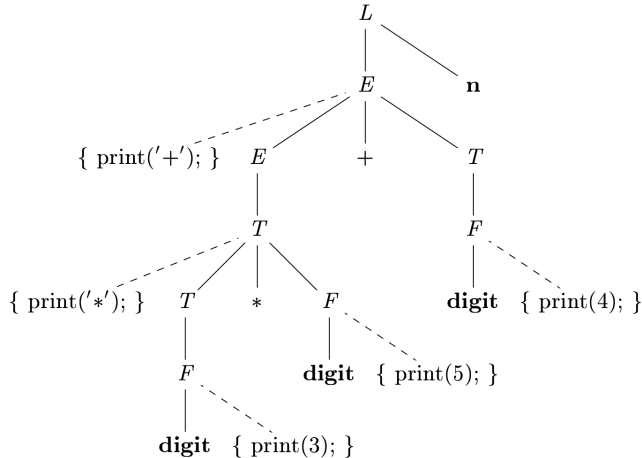 L
E n
{ print('+'); } E + T
T F
{ print('*'); } T * F digit { print(4); }
F digit { print(5); }
digit { print(3); }